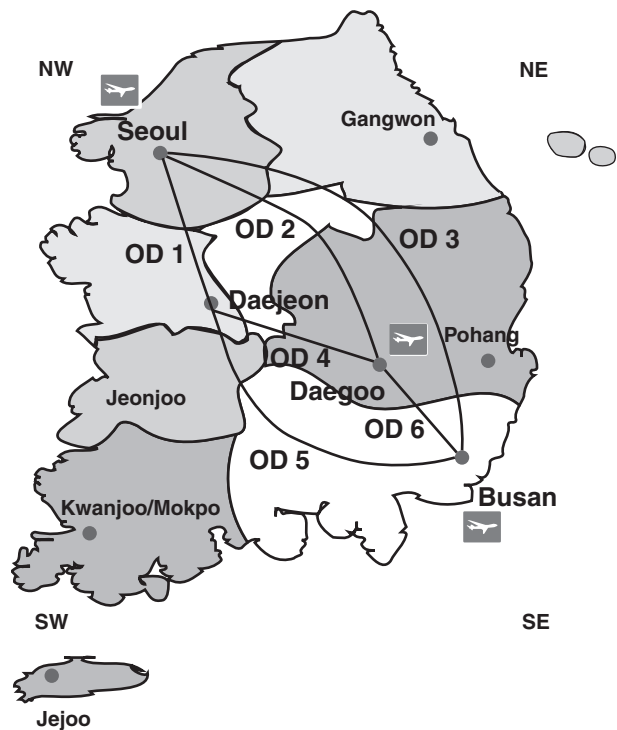 NW
NE
Seoul
Gangwon
OD 1
OD 2
OD 3
Daejeon
Pohang
OD 4
Daegoo
Jeonjoo
OD 6
OD 5
Busan
Kwanjoo/Mokpo
SW
SE
Jejoo